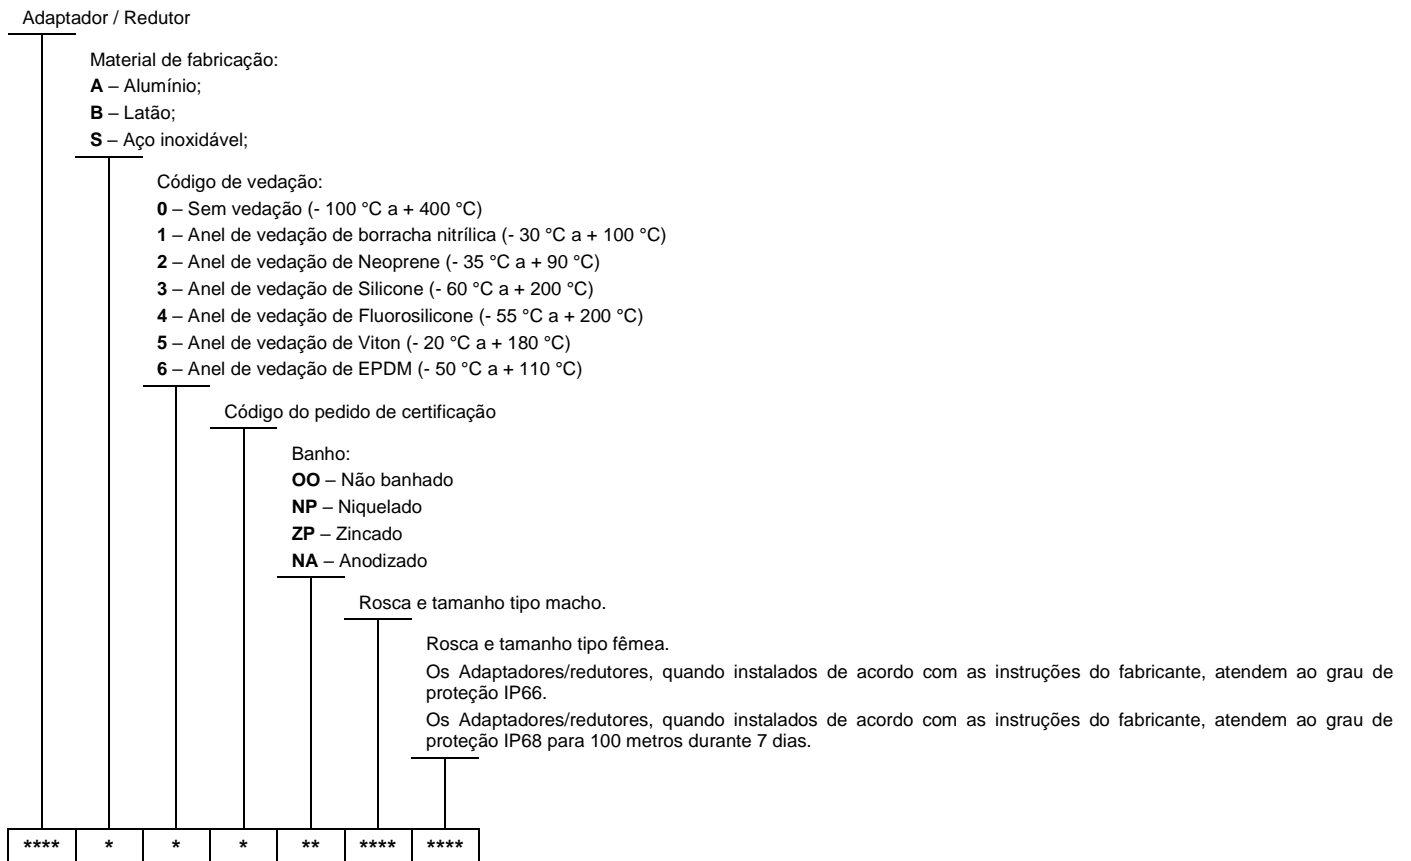 Adaptador / Redutor
Material de fabricação:
A – Alumínio;
B – Latão;
S – Aço inoxidável;
Código de vedação:
0 – Sem vedação (- 100 °C a + 400 °C)
1 – Anel de vedação de borracha nitrílica (- 30 °C a + 100 °C)
2 – Anel de vedação de Neoprene (- 35 °C a + 90 °C)
3 – Anel de vedação de Silicone (- 60 °C a + 200 °C)
4 – Anel de vedação de Fluorosilicone (- 55 °C a + 200 °C)
5 – Anel de vedação de Viton (- 20 °C a + 180 °C)
6 – Anel de vedação de EPDM (- 50 °C a + 110 °C)
Código do pedido de certificação
Banho:
OO – Não banhado
NP – Niquelado
ZP – Zincado
NA – Anodizado
Rosca e tamanho tipo macho.
Rosca e tamanho tipo fêmea.
Os Adaptadores/redutores, quando instalados de acordo com as instruções do fabricante, atendem ao grau de
proteção IP66.
Os Adaptadores/redutores, quando instalados de acordo com as instruções do fabricante, atendem ao grau de
proteção IP68 para 100 metros durante 7 dias.
**** * * * ** **** ****